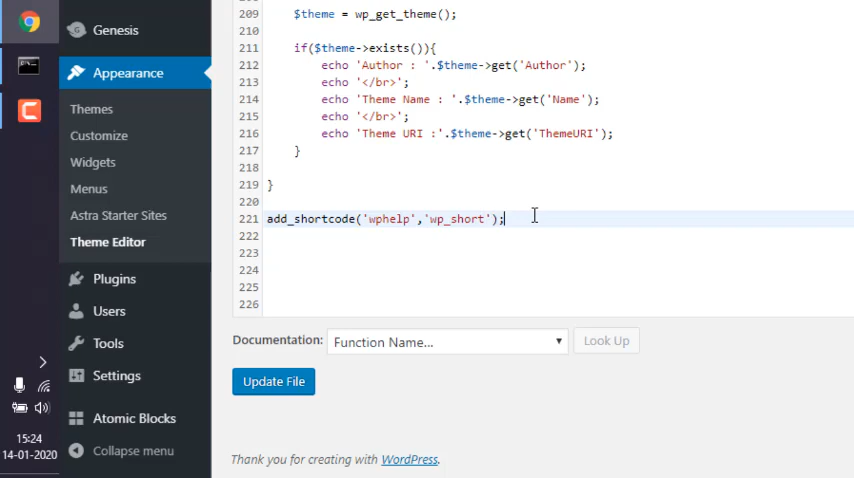 Genesis
Appearance
Themes
Customize
Widgets
Menus
Astra Starter Sites
Theme Editor
Plugins
Users
Tools
Settings
Atomic Blocks
Collapse menu
15:24
14-01-2020
209 $theme = wp_get_theme();
210
211 if($theme->exists()){
212 echo 'Author : '.$theme->get('Author');
213 echo '</br>';
214 echo 'Theme Name : '.$theme->get('Name');
215 echo '</br>';
216 echo 'Theme URI :'.$theme->get('ThemeURI');
217 }
218
219 }
220
221 add_shortcode('wphelp','wp_short');
222
223
224
225
226
Documentation: Function Name... Look Up
Update File
Thank you for creating with WordPress.